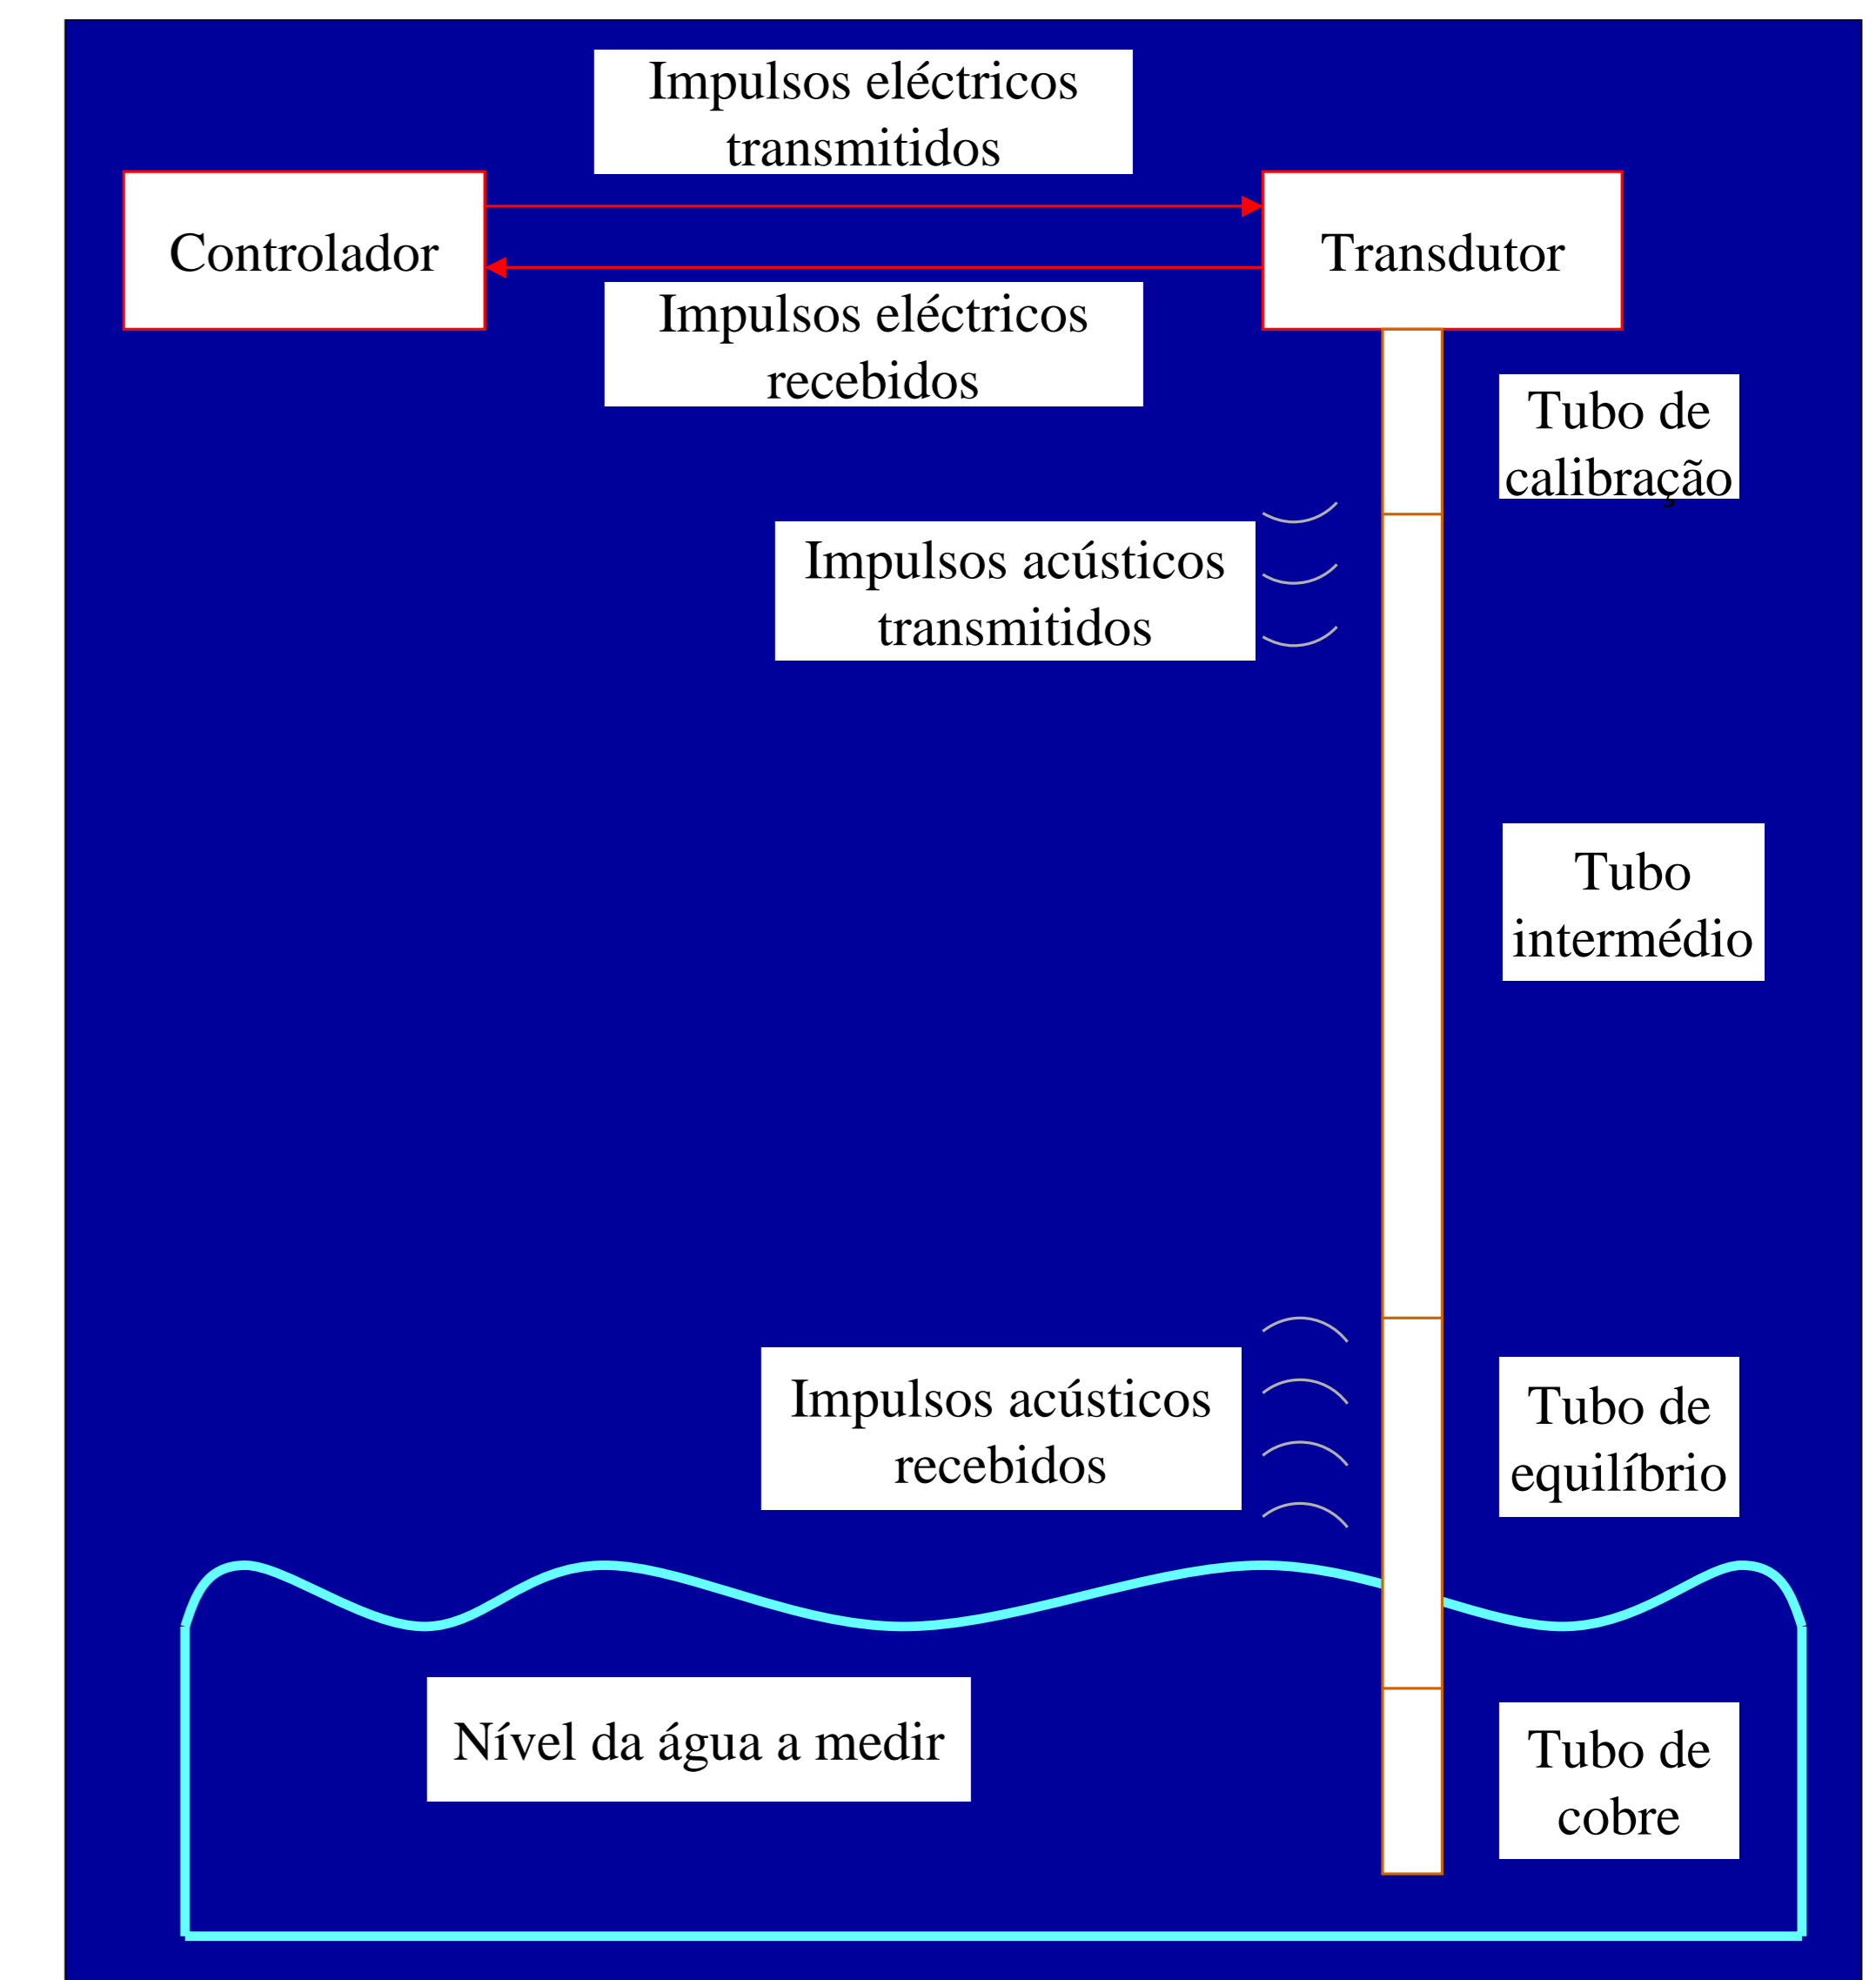 Impulsos eléctricos
transmitidos
Controlador
Transdutor
Impulsos eléctricos
recebidos
Tubo de
calibração
Impulsos acústicos
transmitidos
Tubo
intermédio
Impulsos acústicos
recebidos
Tubo de
equilíbrio
Nível da água a medir
Tubo de
cobre